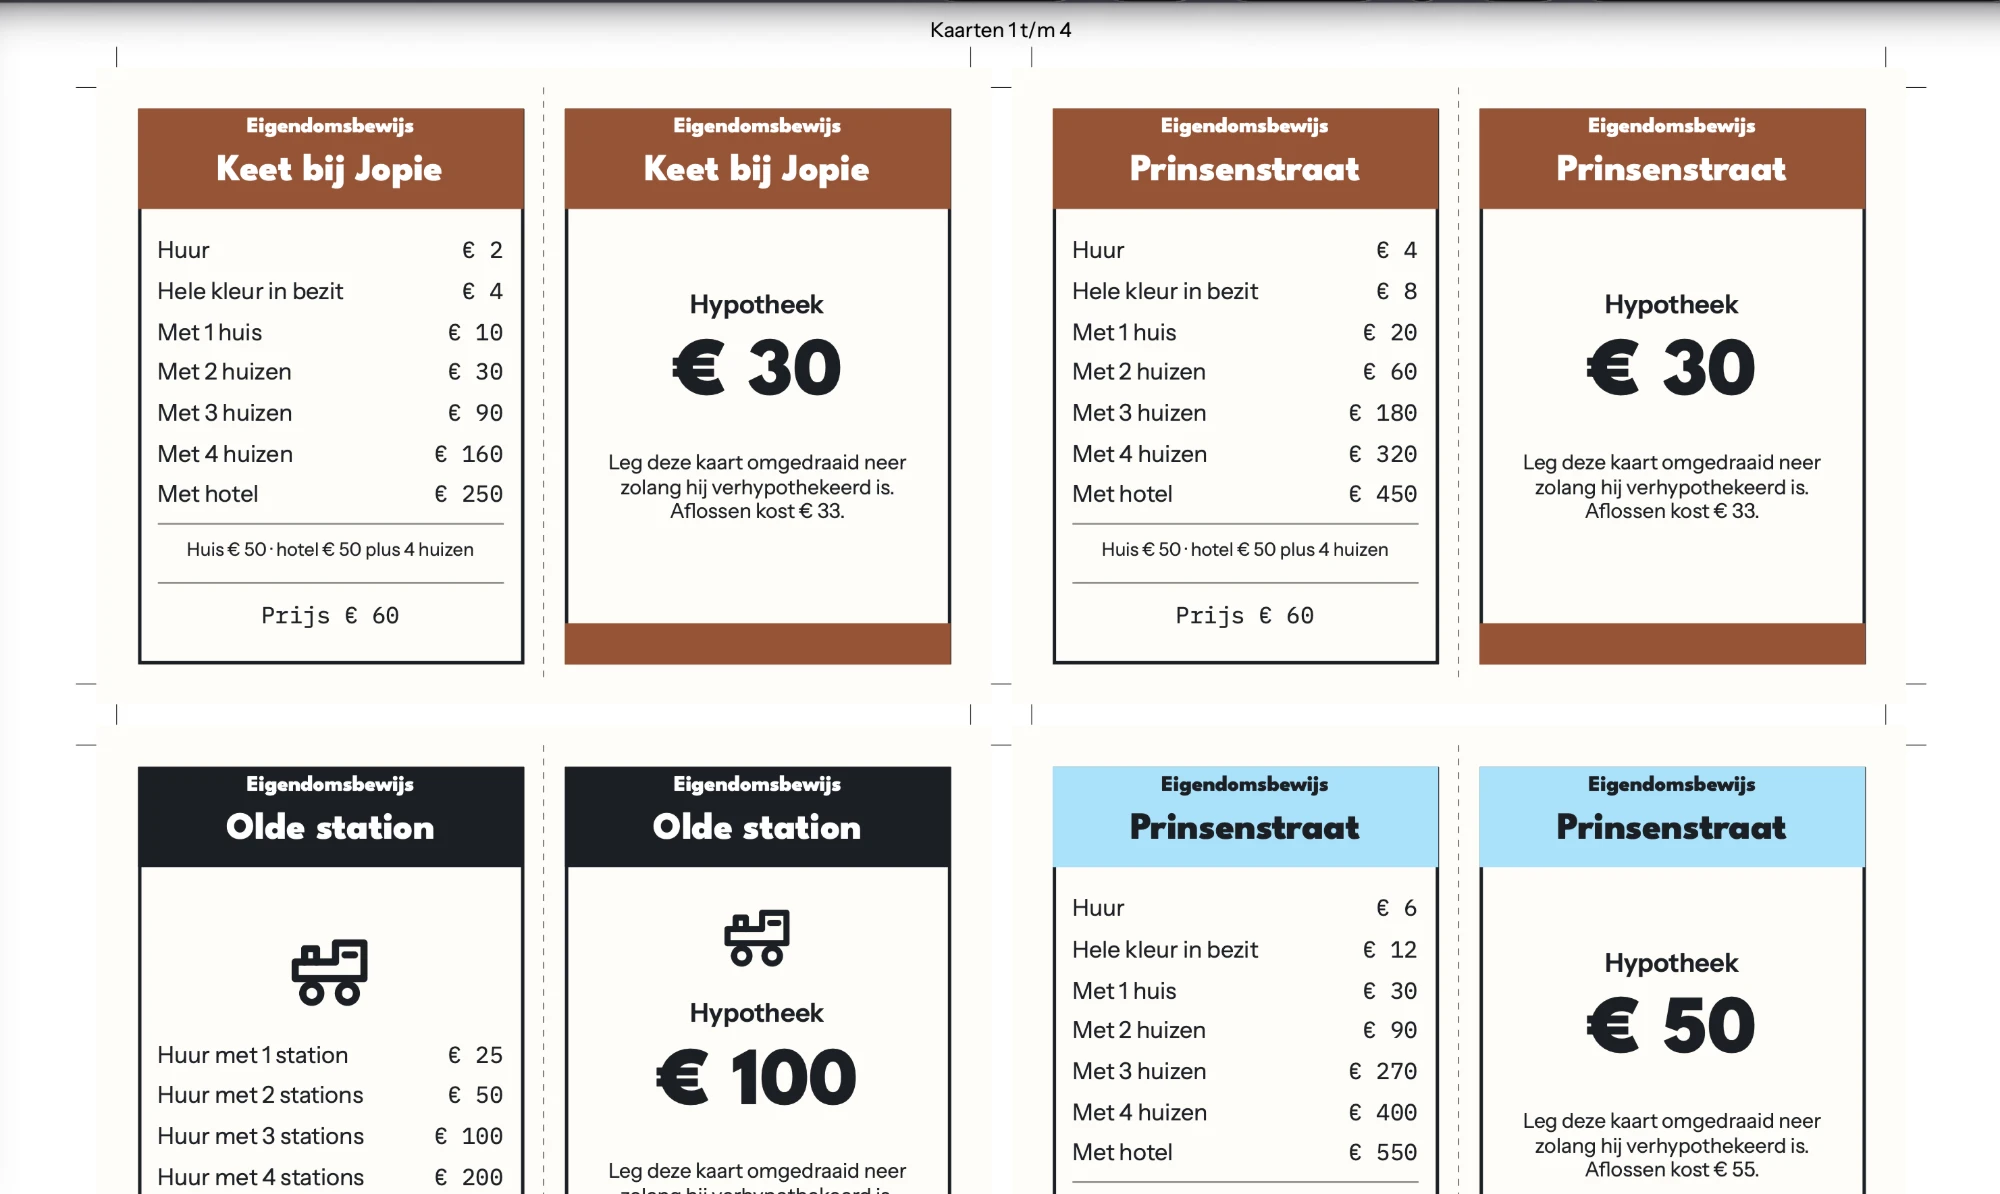 Kaarten 1 t/m 4
Eigendomsbewijs
Keet bij Jopie
Huur € 2
Hele kleur in bezit € 4
Met 1 huis € 10
Met 2 huizen € 30
Met 3 huizen € 90
Met 4 huizen € 160
Met hotel € 250
Huis € 50 · hotel € 50 plus 4 huizen
Prijs € 60
Eigendomsbewijs
Keet bij Jopie
Hypotheek
€ 30
Leg deze kaart omgedraaid neer
zolang hij verhypothekeerd is.
Aflossen kost € 33.
Eigendomsbewijs
Prinsenstraat
Huur € 4
Hele kleur in bezit € 8
Met 1 huis € 20
Met 2 huizen € 60
Met 3 huizen € 180
Met 4 huizen € 320
Met hotel € 450
Huis € 50 · hotel € 50 plus 4 huizen
Prijs € 60
Eigendomsbewijs
Prinsenstraat
Hypotheek
€ 30
Leg deze kaart omgedraaid neer
zolang hij verhypothekeerd is.
Aflossen kost € 33.
Eigendomsbewijs
Olde station
Huur met 1 station € 25
Huur met 2 stations € 50
Huur met 3 stations € 100
Huur met 4 stations € 200
Eigendomsbewijs
Olde station
Hypotheek
€ 100
Leg deze kaart omgedraaid neer
zolang hij verhypothekeerd is.
Eigendomsbewijs
Prinsenstraat
Huur € 6
Hele kleur in bezit € 12
Met 1 huis € 30
Met 2 huizen € 90
Met 3 huizen € 270
Met 4 huizen € 400
Met hotel € 550
Eigendomsbewijs
Prinsenstraat
Hypotheek
€ 50
Leg deze kaart omgedraaid neer
zolang hij verhypothekeerd is.
Aflossen kost € 55.